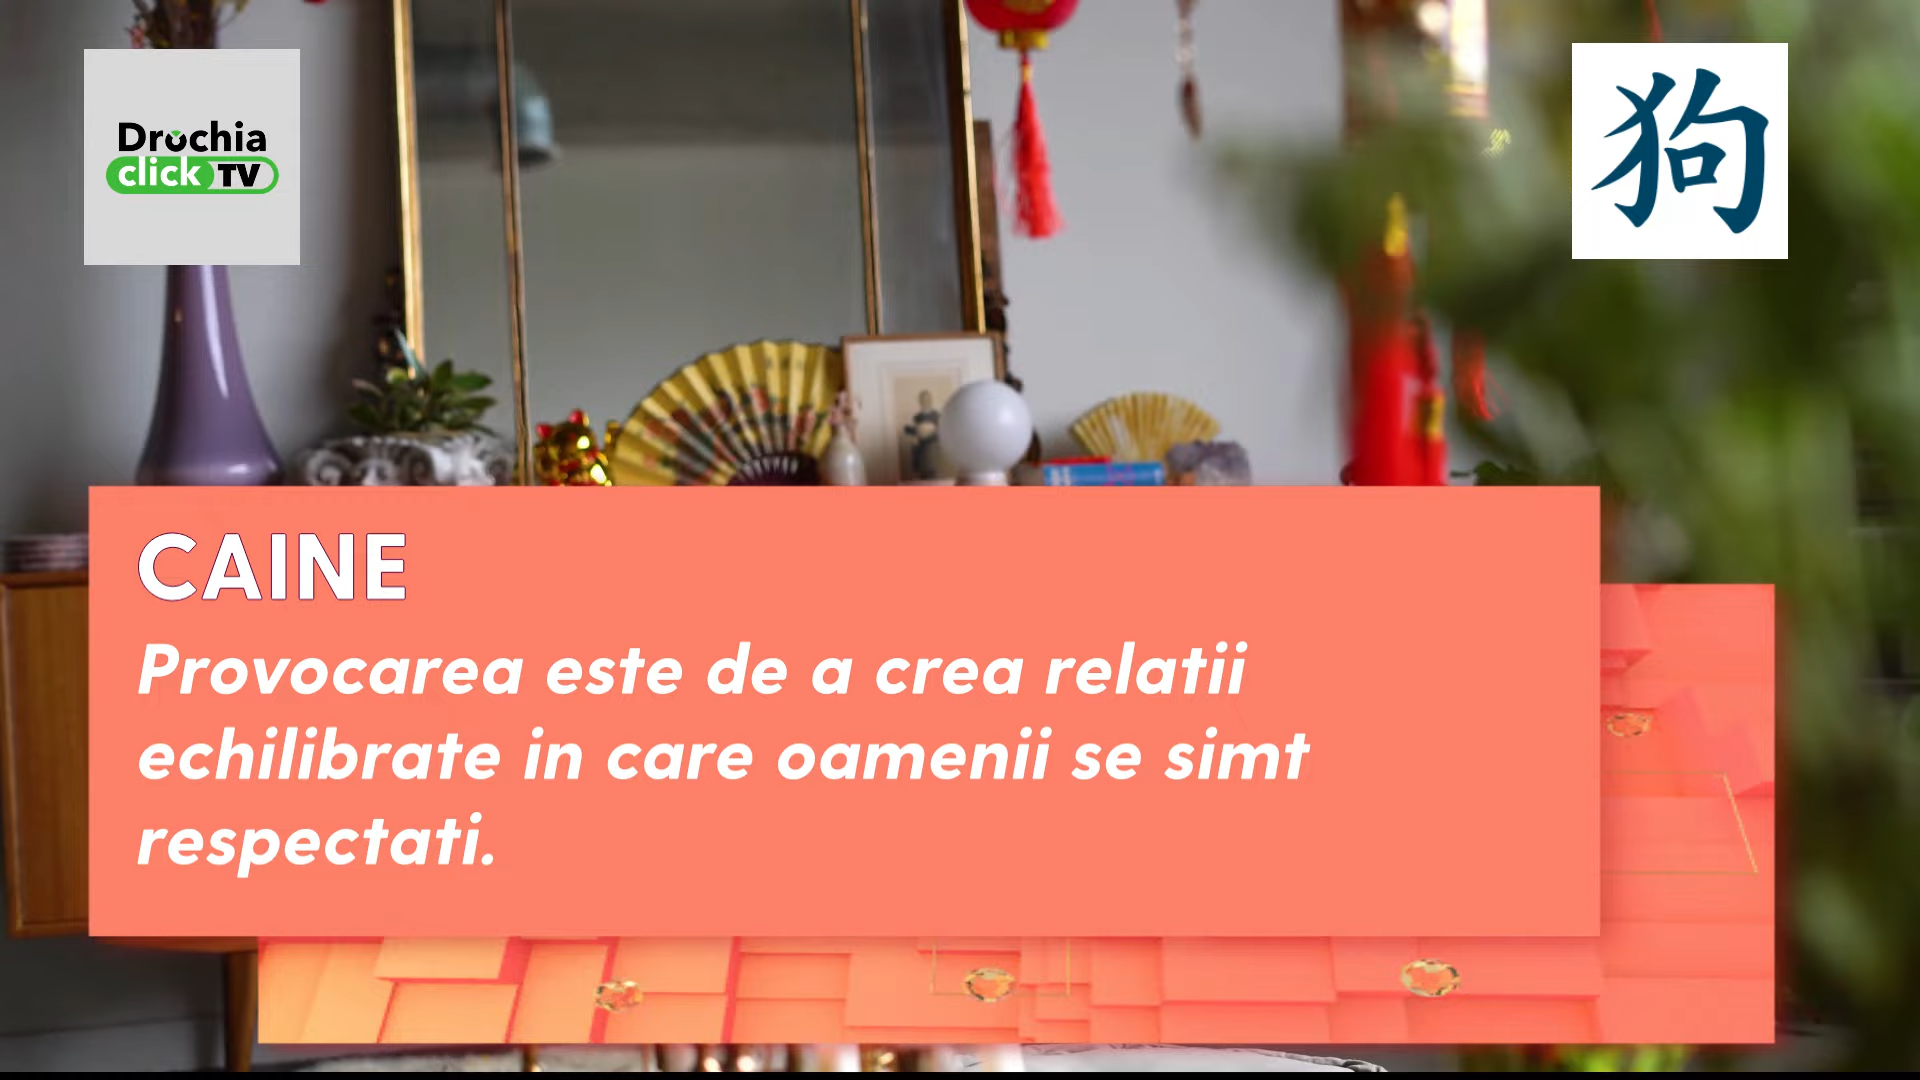 Drochia
click TV
狗
CAINE
Provocarea este de a crea relatii
echilibrate in care oamenii se simt
respectati.